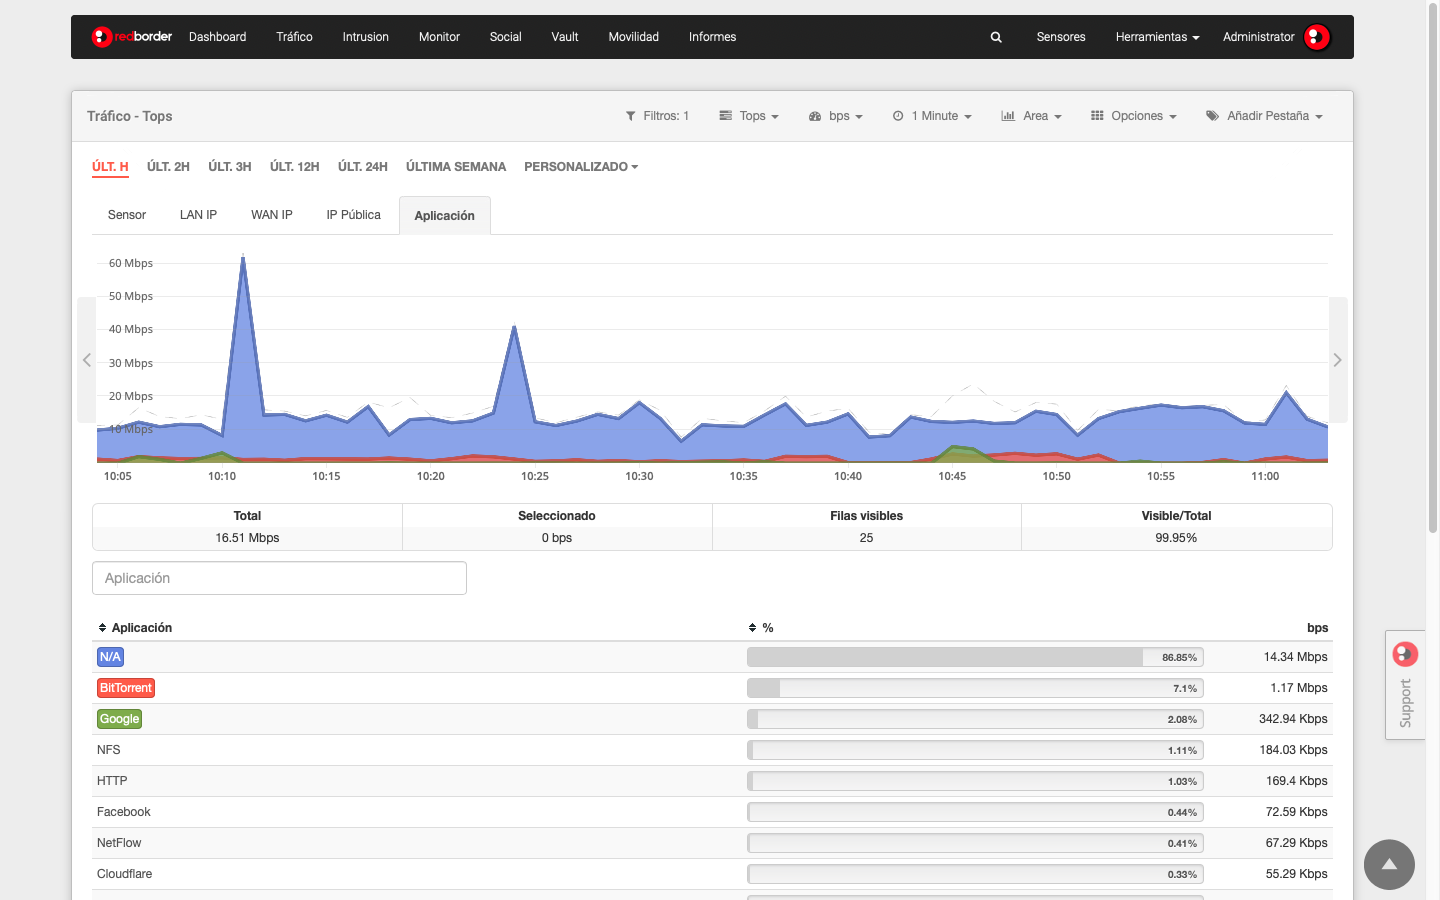 redborder Dashboard Tráfico Intrusion Monitor Social Vault Movilidad Informes Sensores Herramientas Administrator
Tráfico - Tops Filtros: 1 Tops bps 1 Minute Area Opciones Añadir Pestaña
ÚLT. H ÚLT. 2H ÚLT. 3H ÚLT. 12H ÚLT. 24H ÚLTIMA SEMANA PERSONALIZADO
Sensor LAN IP WAN IP IP Pública Aplicación
60 Mbps
50 Mbps
40 Mbps
30 Mbps
20 Mbps
10 Mbps
10:05 10:10 10:15 10:20 10:25 10:30 10:35 10:40 10:45 10:50 10:55 11:00
Total Seleccionado Filas visibles Visible/Total
16.51 Mbps 0 bps 25 99.95%
Aplicación
Aplicación % bps
N/A 86.85% 14.34 Mbps
BitTorrent 7.1% 1.17 Mbps
Google 2.08% 342.94 Kbps
NFS 1.11% 184.03 Kbps
HTTP 1.03% 169.4 Kbps
Facebook 0.44% 72.59 Kbps
NetFlow 0.41% 67.29 Kbps
Cloudflare 0.33% 55.29 Kbps
Support